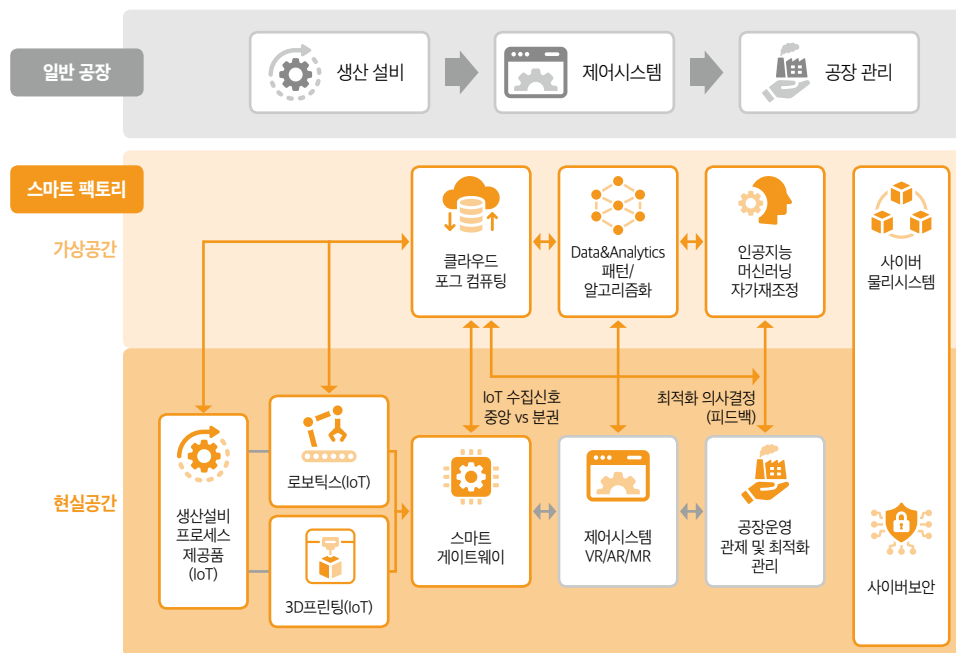 일반 공장
생산 설비
제어시스템
공장 관리
스마트 팩토리
가상공간
클라우드
포그 컴퓨팅
Data&Analytics
패턴/
알고리즘화
인공지능
머신러닝
자가재조정
사이버
물리시스템
IoT 수집신호
중앙 vs 분권
최적화 의사결정
(피드백)
현실공간
생산설비
프로세스
제공품
(IoT)
로보틱스(IoT)
3D프린팅(IoT)
스마트
게이트웨이
제어시스템
VR/AR/MR
공장운영
관제 및 최적화
관리
사이버보안